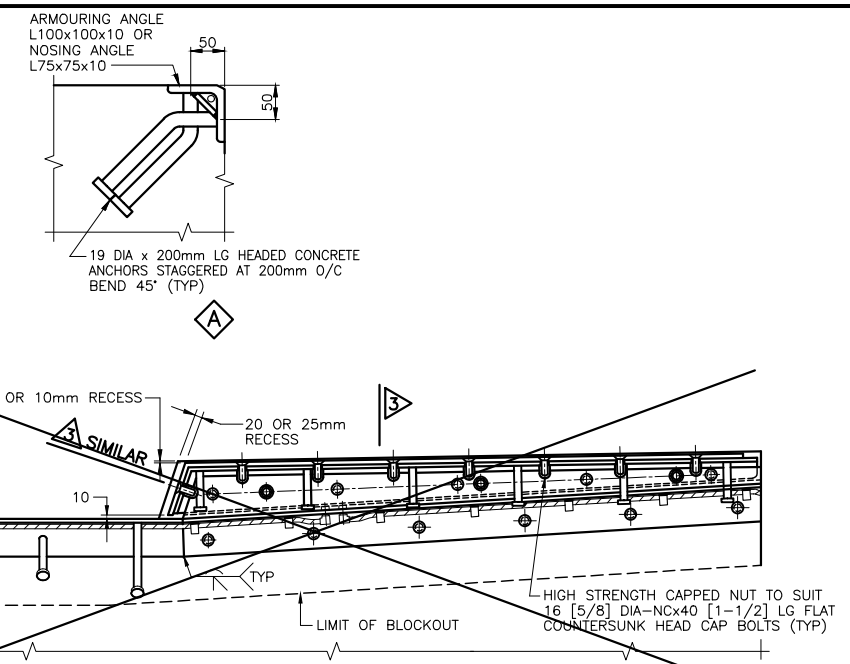 ARMOURING ANGLE
L100x100x10 OR
NOSING ANGLE
L75x75x10
50
50
19 DIA x 200mm LG HEADED CONCRETE
ANCHORS STAGGERED AT 200mm O/C
BEND 45° (TYP)
A
OR 10mm RECESS
3
20 OR 25mm
RECESS
3 SIMILAR
10
TYP
HIGH STRENGTH CAPPED NUT TO SUIT
16 [5/8] DIA-NCx40 [1-1/2] LG FLAT
COUNTERSUNK HEAD CAP BOLTS (TYP)
LIMIT OF BLOCKOUT